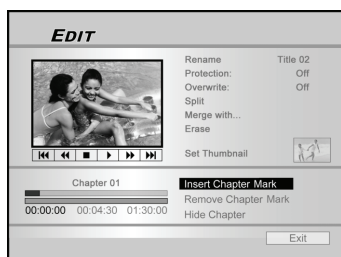 EDIT
Rename Title 02
Protection: Off
Overwrite: Off
Split
Merge with...
Erase
Set Thumbnail
Chapter 01
00:00:00 00:04:30 01:30:00
Insert Chapter Mark
Remove Chapter Mark
Hide Chapter
Exit